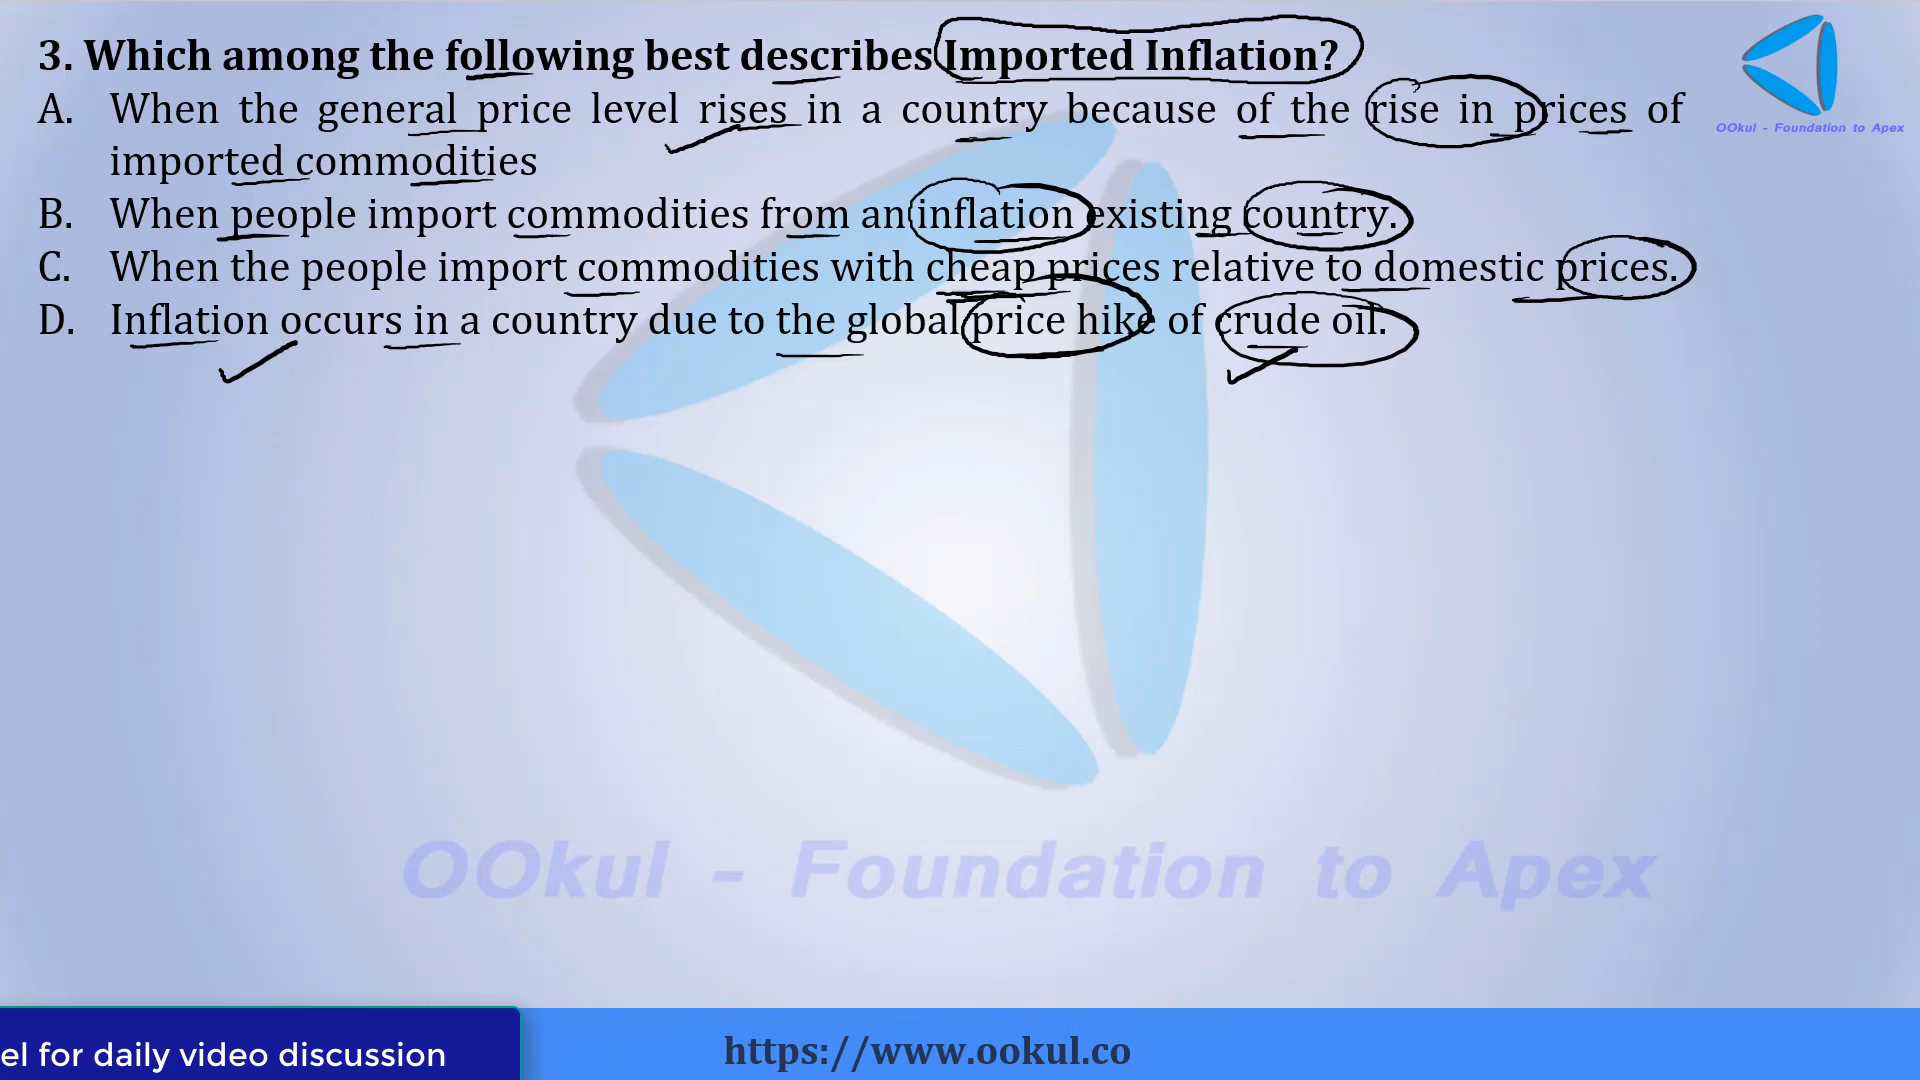 3. Which among the following best describes Imported Inflation?
A. When the general price level rises in a country because of the rise in prices of
imported commodities
B. When people import commodities from an inflation existing country.
C. When the people import commodities with cheap prices relative to domestic prices.
D. Inflation occurs in a country due to the global price hike of crude oil.
OOkul - Foundation to Apex
OOkul - Foundation to Apex
el for daily video discussion
https://www.ookul.co